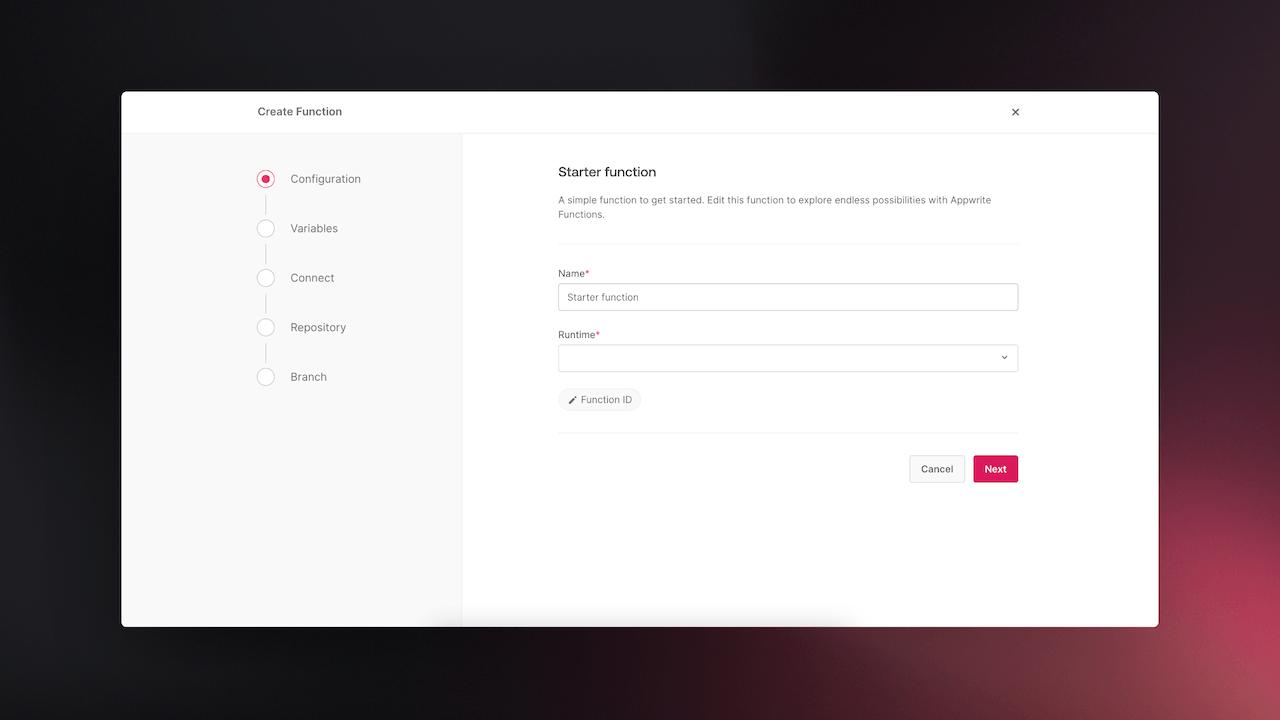 Create Function
Configuration
Variables
Connect
Repository
Branch
Starter function
A simple function to get started. Edit this function to explore endless possibilities with Appwrite
Functions.
Name*
Starter function
Runtime*
Function ID
Cancel
Next